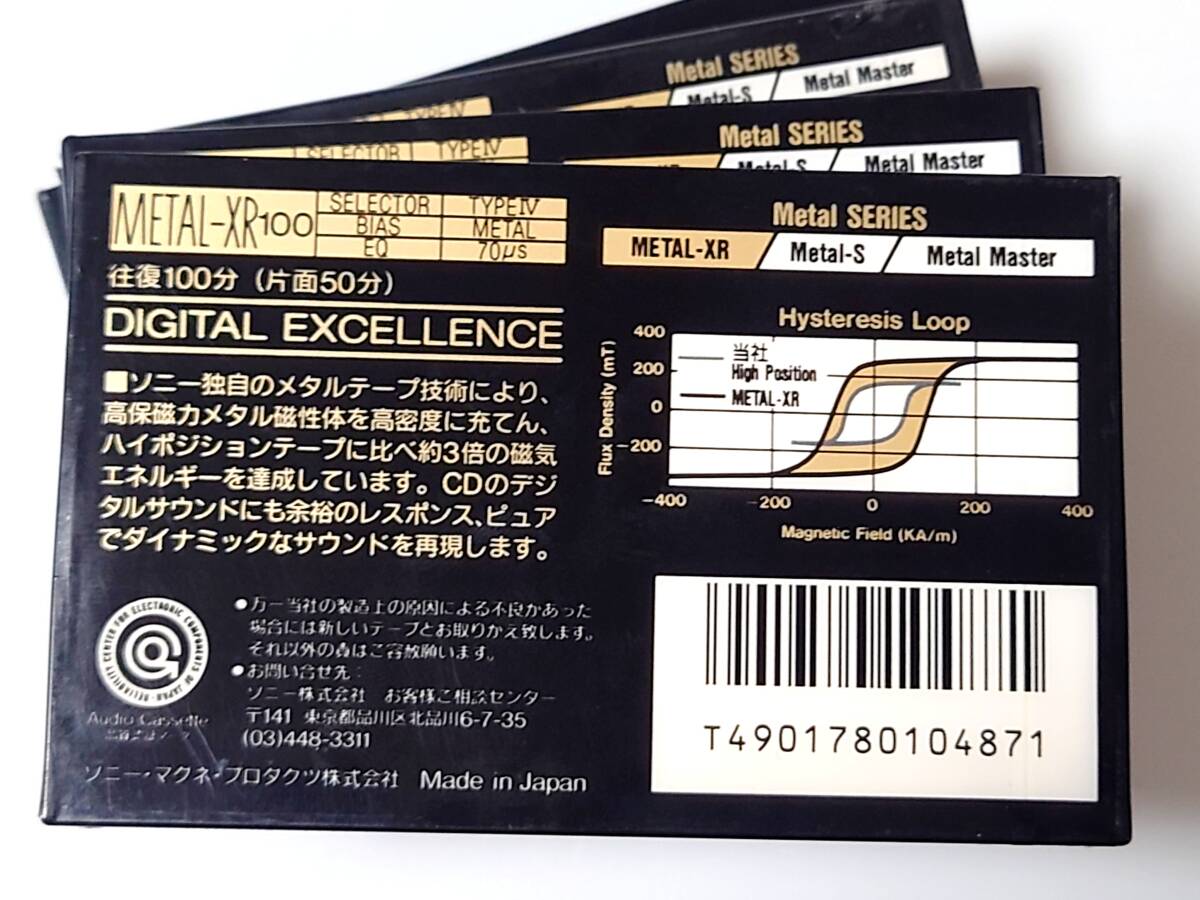 Metal SERIES
Metal-S
Metal Master
TYPEⅣ
Metal SERIES
Metal-S
Metal Master
SELECTOR
TYPEⅣ
METAL-XR100
SELECTOR
TYPEⅣ
BIAS
METAL
EQ
70μs
往復100分(片面50分)
DIGITAL EXCELLENCE
■ソニー独自のメタルテープ技術により、
高保磁力メタル磁性体を高密度に充てん、
ハイポジションテープに比べ約3倍の磁気
エネルギーを達成しています。CDのデジ
タルサウンドにも余裕のレスポンス、ピュア
でダイナミックなサウンドを再現します。
Metal SERIES
METAL-XR
Metal-S
Metal Master
Hysteresis Loop
Flux Density (mT)
400
200
0
-200
当社
High Position
METAL-XR
-400
-200
0
200
400
Magnetic Field (KA/m)
RELIABILITY CENTER FOR ELECTRONIC COMPONENTS OF JAPAN
Audio Cassette
●万一当社の製造上の原因による不良があった
場合には新しいテープとお取りかえ致します。
それ以外の責はご容赦願います。
●お問い合せ先:
ソニー株式会社 お客様ご相談センター
〒141 東京都品川区北品川6-7-35
(03)448-3311
ソニー・マグネ・プロダクツ株式会社 Made in Japan
T4901780104871